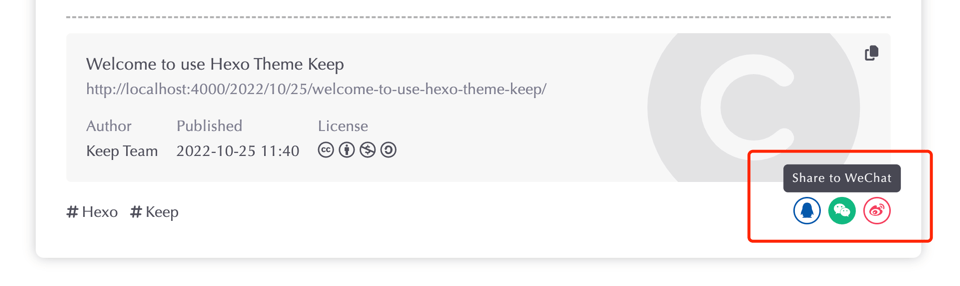 Welcome to use Hexo Theme Keep
http://localhost:4000/2022/10/25/welcome-to-use-hexo-theme-keep/
Author Published License
Keep Team 2022-10-25 11:40
Share to WeChat
# Hexo # Keep